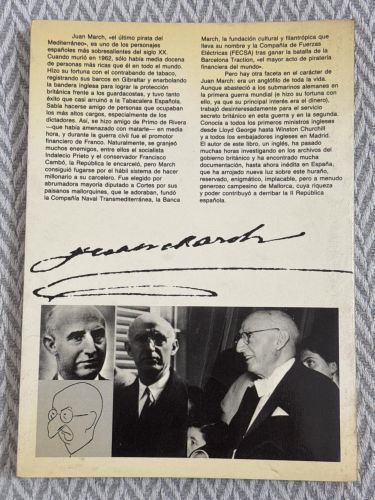 Juan March, «el último pirata del
Mediterráneo», es uno de los personajes
españoles más sobresalientes del siglo XX.
Cuando murió en 1962, sólo había media docena
de personas más ricas que él en todo el mundo.
Hizo su fortuna con el contrabando de tabaco,
registrando sus barcos en Gibraltar y enarbolando
la bandera inglesa para lograr la protección
británica frente a los guardacostas, y tuvo tanto
éxito que casi arruinó a la Tabacalera Española.
Sabía hacerse amigo de personas que ocupaban
los más altos cargos, especialmente de los
dictadores. Así, se hizo amigo de Primo de Rivera
—que había amenazado con matarle— en media
hora, y durante la guerra civil fue el promotor
financiero de Franco. Naturalmente, se granjeó
muchos enemigos, entre ellos el socialista
Indalecio Prieto y el conservador Francisco
Cambó, la República le encarceló, pero March
consiguió fugarse por el hábil sistema de hacer
millonario a su carcelero. Fue elegido por
abrumadora mayoría diputado a Cortes por sus
paisanos mallorquines, que le adoraban, fundó
la Compañía Naval Transmediterránea, la Banca
March, la fundación cultural y filantrópica que
lleva su nombre y la Compañía de Fuerzas
Eléctricas (FECSA) tras ganar la batalla de la
Barcelona Traction, «el mayor acto de piratería
financiera del mundo».
Pero hay otra faceta en el carácter de
Juan March: era un anglófilo de toda la vida.
Aunque abasteció a los submarinos alemanes en
la primera guerra mundial (e hizo su fortuna con
ello, ya que su principal interés era el dinero),
trabajó desinteresadamente para el servicio
secreto británico en esta guerra y en la segunda.
Conocía a todos los primeros ministros ingleses
desde Lloyd George hasta Winston Churchill
y a todos los embajadores ingleses en Madrid.
El autor de este libro, un inglés, ha pasado
muchas horas investigando en los archivos del
gobierno británico y ha encontrado mucha
documentación, hasta ahora inédita en España,
que ha arrojado nueva luz sobre este huraño,
reservado, enigmático, implacable, pero a menudo
generoso campesino de Mallorca, cuya riqueza
y poder contribuyó a derribar la II República
española.
Juan March